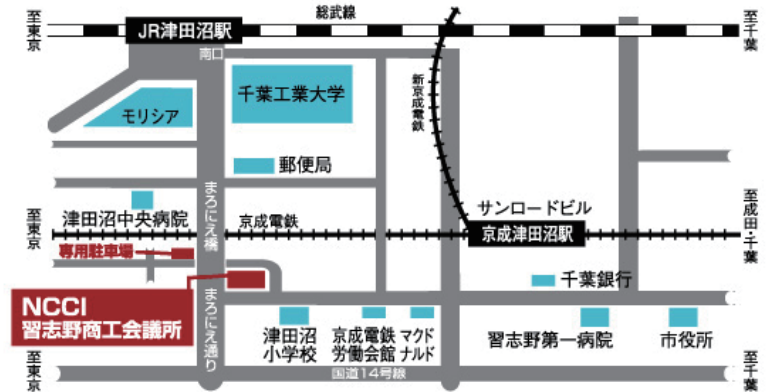 総武線
至東京
JR津田沼駅
至千葉
南口
千葉工業大学
新京成電鉄
モリシア
郵便局
まろにえ橋
至東京
津田沼中央病院
京成電鉄
サンロードビル
京成津田沼駅
至成田・千葉
専用駐車場
千葉銀行
NCCI
習志野商工会議所
まろにえ通り
津田沼
小学校
京成電鉄
労働会館
マクド
ナルド
習志野第一病院
市役所
至東京
国道14号線
至千葉